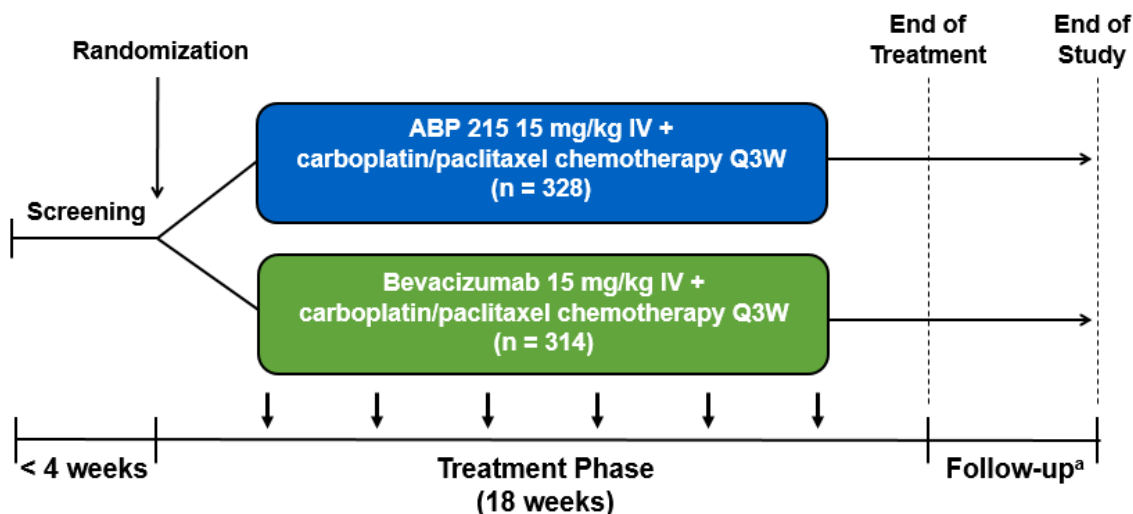 Randomization
End of
Treatment
End of
Study
ABP 215 15 mg/kg IV +
carboplatin/paclitaxel chemotherapy Q3W
(n = 328)
Screening
Bevacizumab 15 mg/kg IV +
carboplatin/paclitaxel chemotherapy Q3W
(n = 314)
< 4 weeks
Treatment Phase
(18 weeks)
Follow-upᵃ